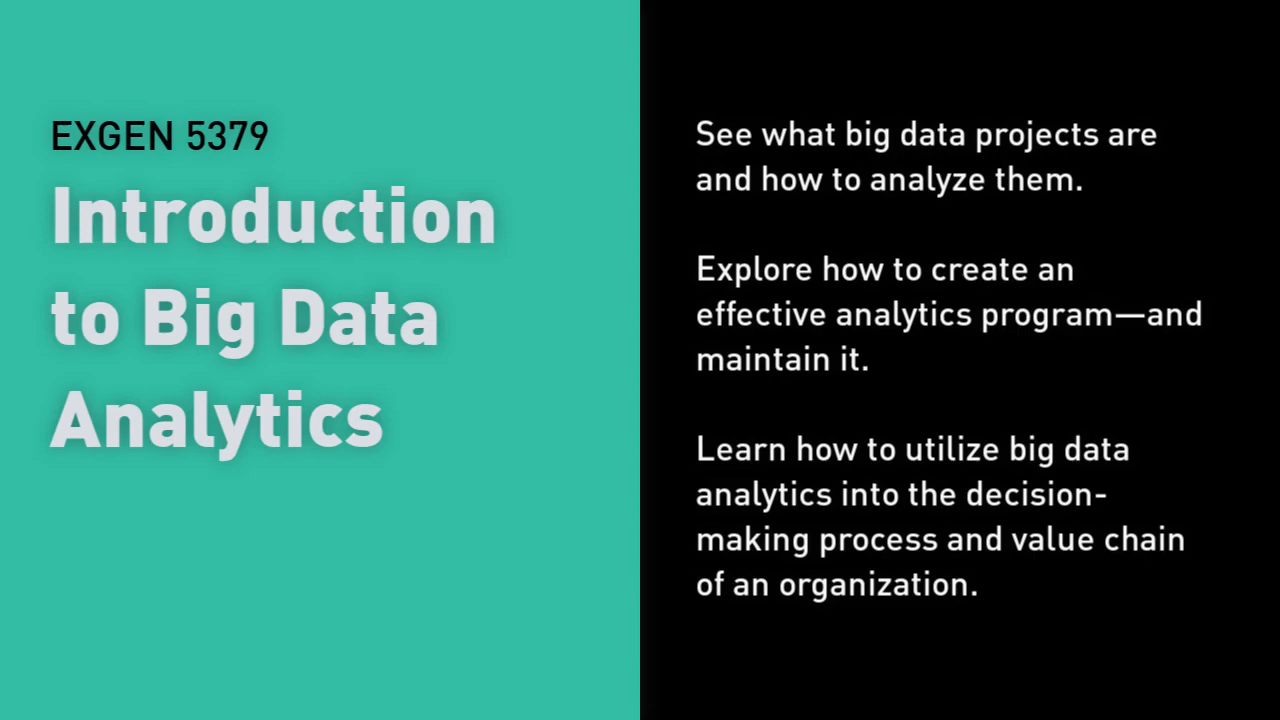 EXGEN 5379
Introduction
to Big Data
Analytics
See what big data projects are
and how to analyze them.
Explore how to create an
effective analytics program—and
maintain it.
Learn how to utilize big data
analytics into the decision-
making process and value chain
of an organization.